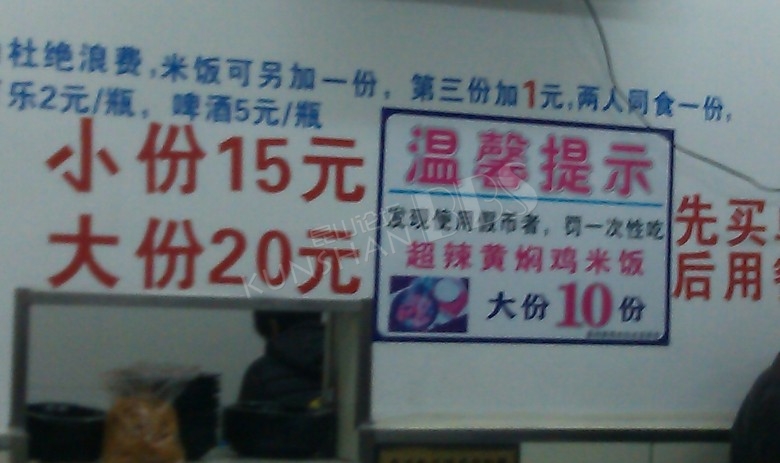 杜绝浪费,米饭可另加一份，第三份加1元,两人同食一份,
乐2元/瓶，啤酒5元/瓶
小份15元
大份20元
温馨提示
发现使用假币者，罚一次性吃
超辣黄焖鸡米饭
大份10份
先买
后用
KUNSHAN BBS